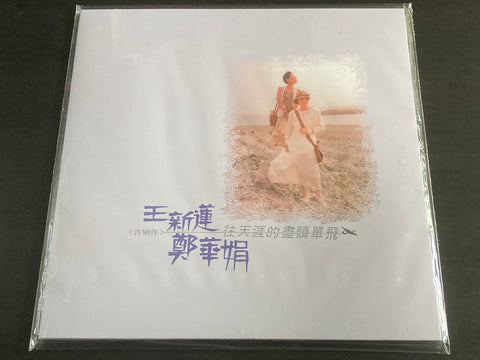 王新蓮
〈告別作〉 往天涯的盡頭單飛
鄭華娟